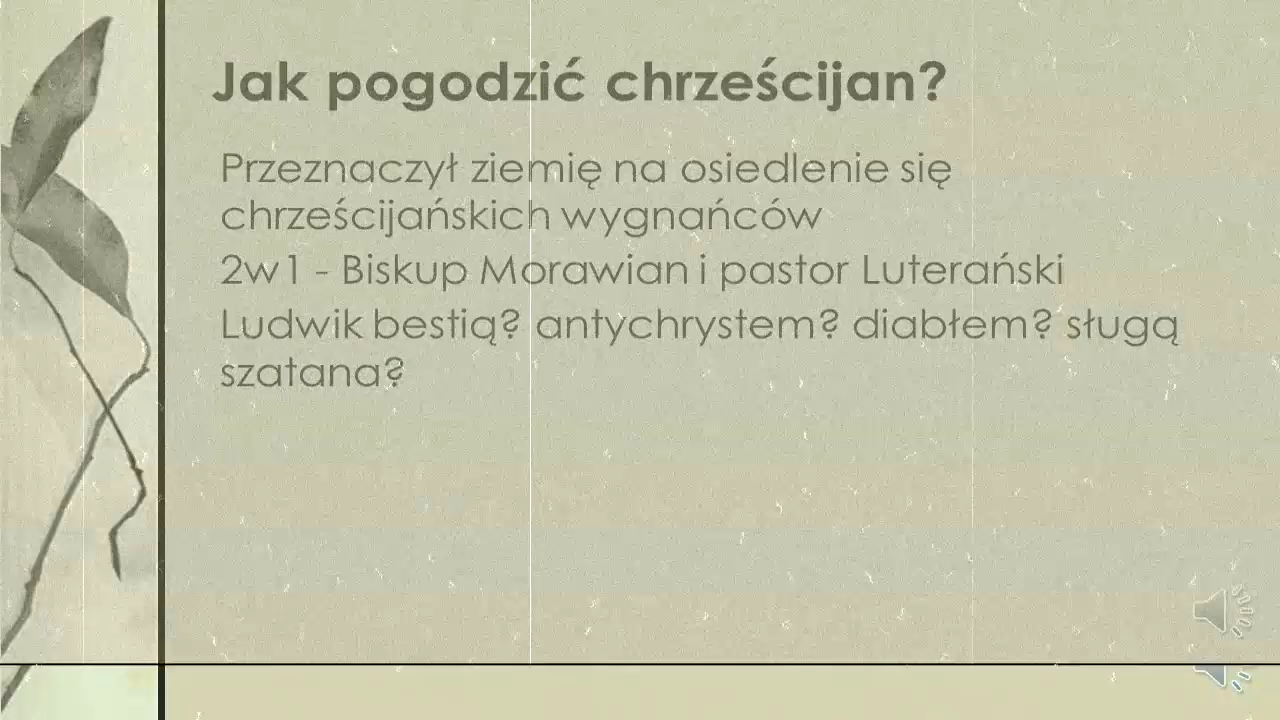 Jak pogodzić chrześcijan?
Przeznaczył ziemię na osiedlenie się
chrześcijańskich wygnańców
2w1 - Biskup Morawian i pastor Luterański
Ludwik bestią? antychrystem? diabłem? sługą
szatana?